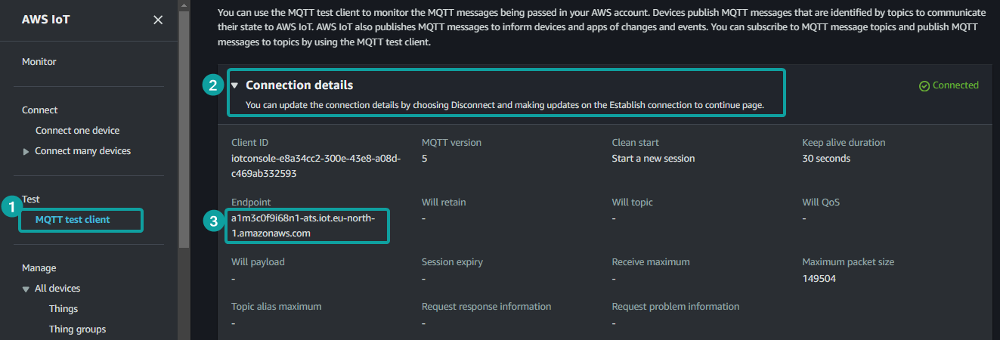 AWS IoT
Monitor
Connect
Connect one device
Connect many devices
1
Test
MQTT test client
Manage
All devices
Things
Thing groups
You can use the MQTT test client to monitor the MQTT messages being passed in your AWS account. Devices publish MQTT messages that are identified by topics to communicate
their state to AWS IoT. AWS IoT also publishes MQTT messages to inform devices and apps of changes and events. You can subscribe to MQTT message topics and publish MQTT
messages to topics by using the MQTT test client.
2
Connection details
Connected
You can update the connection details by choosing Disconnect and making updates on the Establish connection to continue page.
Client ID
iotconsole-e8a34cc2-300e-43e8-a08d-
c469ab332593
MQTT version
5
Clean start
Start a new session
Keep alive duration
30 seconds
3
Endpoint
a1m3c0f9i68n1-ats.iot.eu-north-
1.amazonaws.com
Will retain
-
Will topic
-
Will QoS
-
Will payload
-
Session expiry
-
Receive maximum
-
Maximum packet size
149504
Topic alias maximum
-
Request response information
-
Request problem information
-